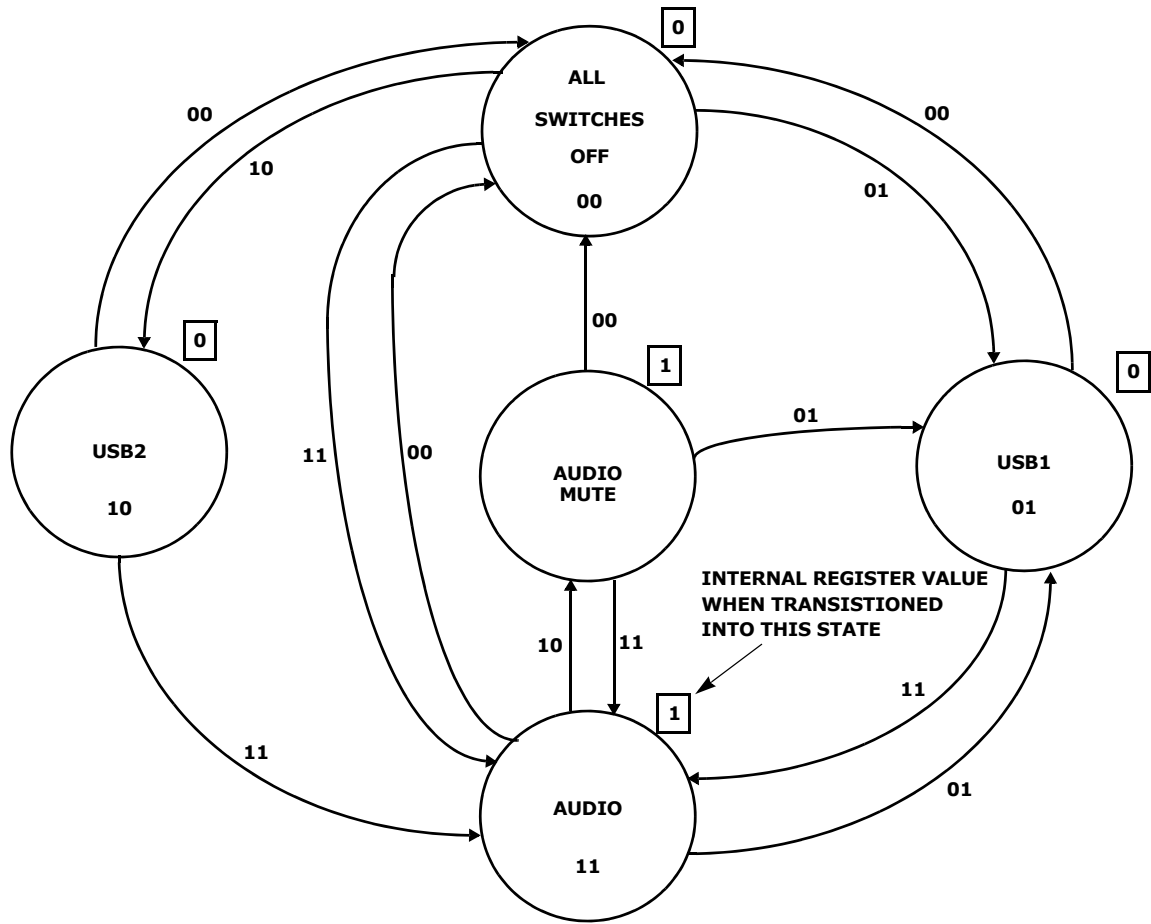 0
ALL
SWITCHES
OFF
00
00
10
00
01
0
00
1
0
USB2
10
11
00
AUDIO
MUTE
01
USB1
01
INTERNAL REGISTER VALUE
WHEN TRANSISTIONED
INTO THIS STATE
10
11
1
11
11
AUDIO
11
01